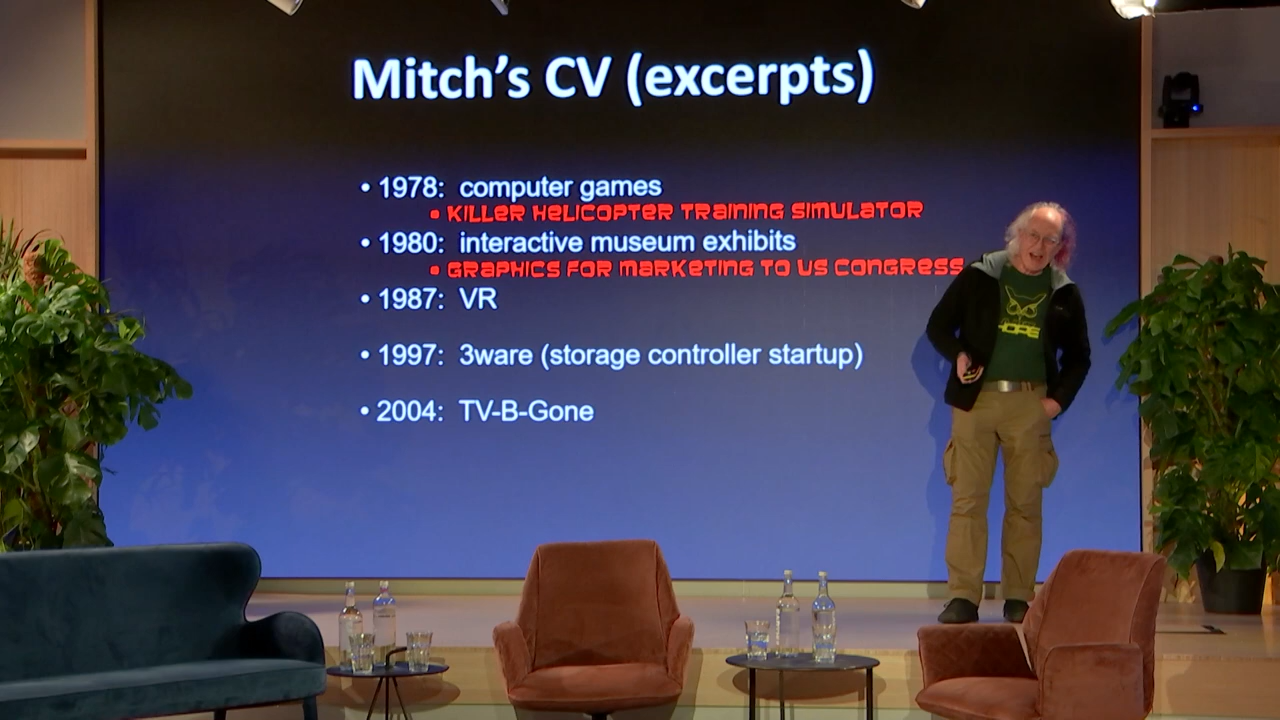 Mitch's CV (excerpts)
• 1978: computer games
• KILLER HELICOPTER TRAINING SIMULATOR
• 1980: interactive museum exhibits
• GRAPHICS FOR MARKETING TO US CONGRESS
• 1987: VR
• 1997: 3ware (storage controller startup)
• 2004: TV-B-Gone
HOPE